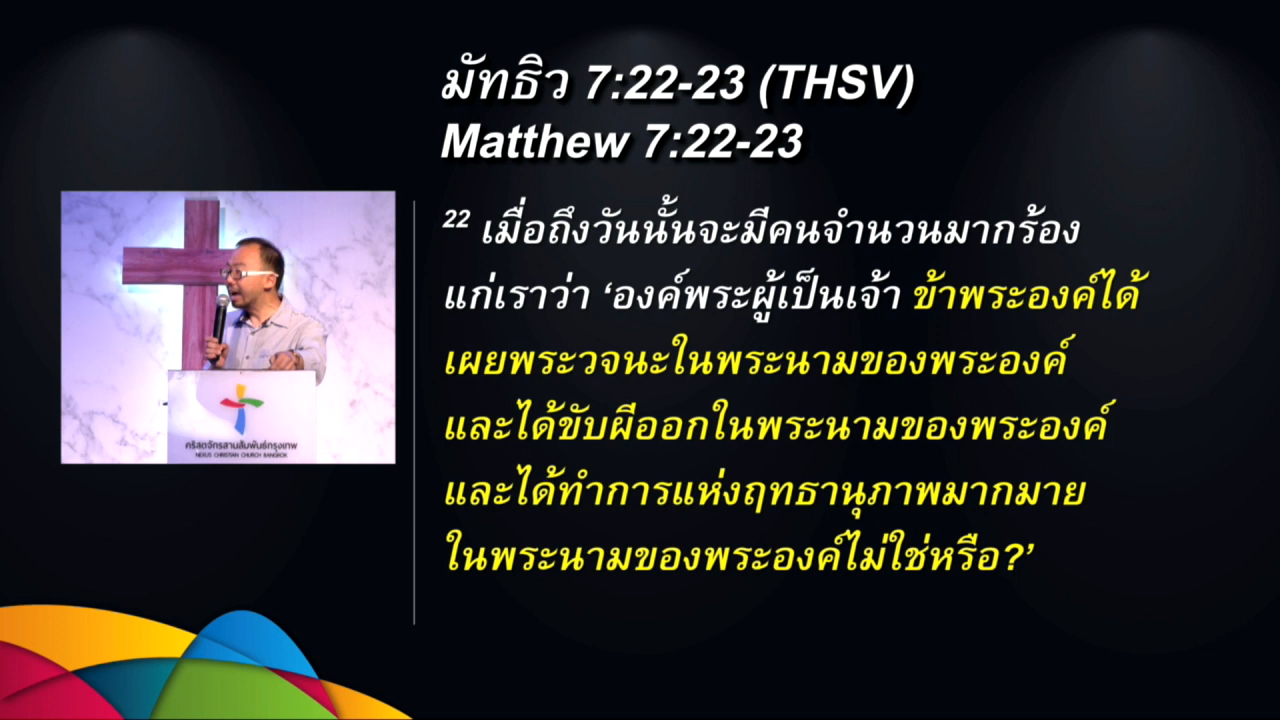 มัทธิว 7:22-23 (THSV)
Matthew 7:22-23
22 เมื่อถึงวันนั้นจะมีคนจำนวนมากร้อง
แก่เราว่า ‘องค์พระผู้เป็นเจ้า ข้าพระองค์ได้
เผยพระวจนะในพระนามของพระองค์
และได้ขับผีออกในพระนามของพระองค์
และได้ทำการแห่งฤทธานุภาพมากมาย
ในพระนามของพระองค์ไม่ใช่หรือ?’
คริสตจักรสานสัมพันธ์กรุงเทพ
NEXUS CHRISTIAN CHURCH BANGKOK